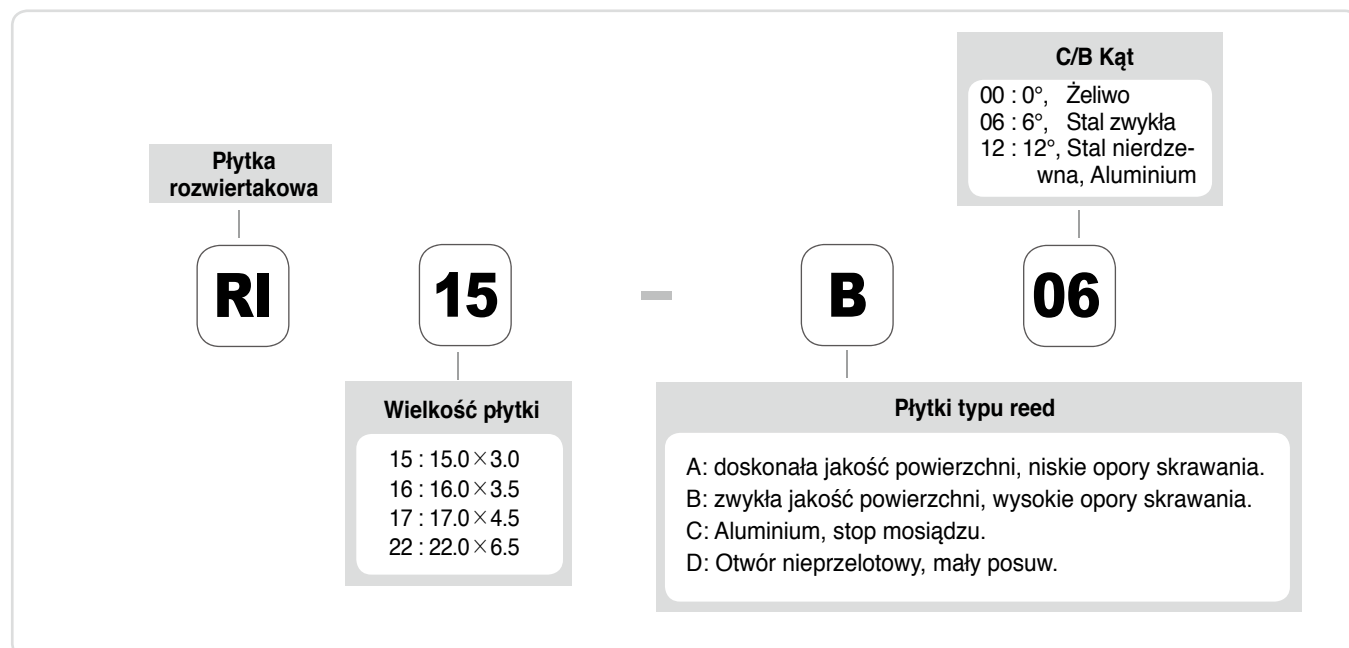 C/B Kąt
00 : 0°, Żeliwo
06 : 6°, Stal zwykła
12 : 12°, Stal nierdze-
wna, Aluminium
Płytka
rozwiertakowa
RI 15 - B 06
Wielkość płytki
15 : 15.0×3.0
16 : 16.0×3.5
17 : 17.0×4.5
22 : 22.0×6.5
Płytki typu reed
A: doskonała jakość powierzchni, niskie opory skrawania.
B: zwykła jakość powierzchni, wysokie opory skrawania.
C: Aluminium, stop mosiądzu.
D: Otwór nieprzelotowy, mały posuw.